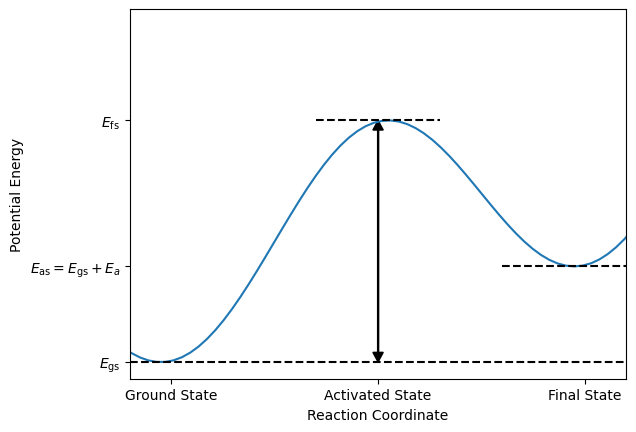 E_fs
Potential Energy
E_as = E_gs + E_a
E_gs
Ground State
Activated State
Final State
Reaction Coordinate